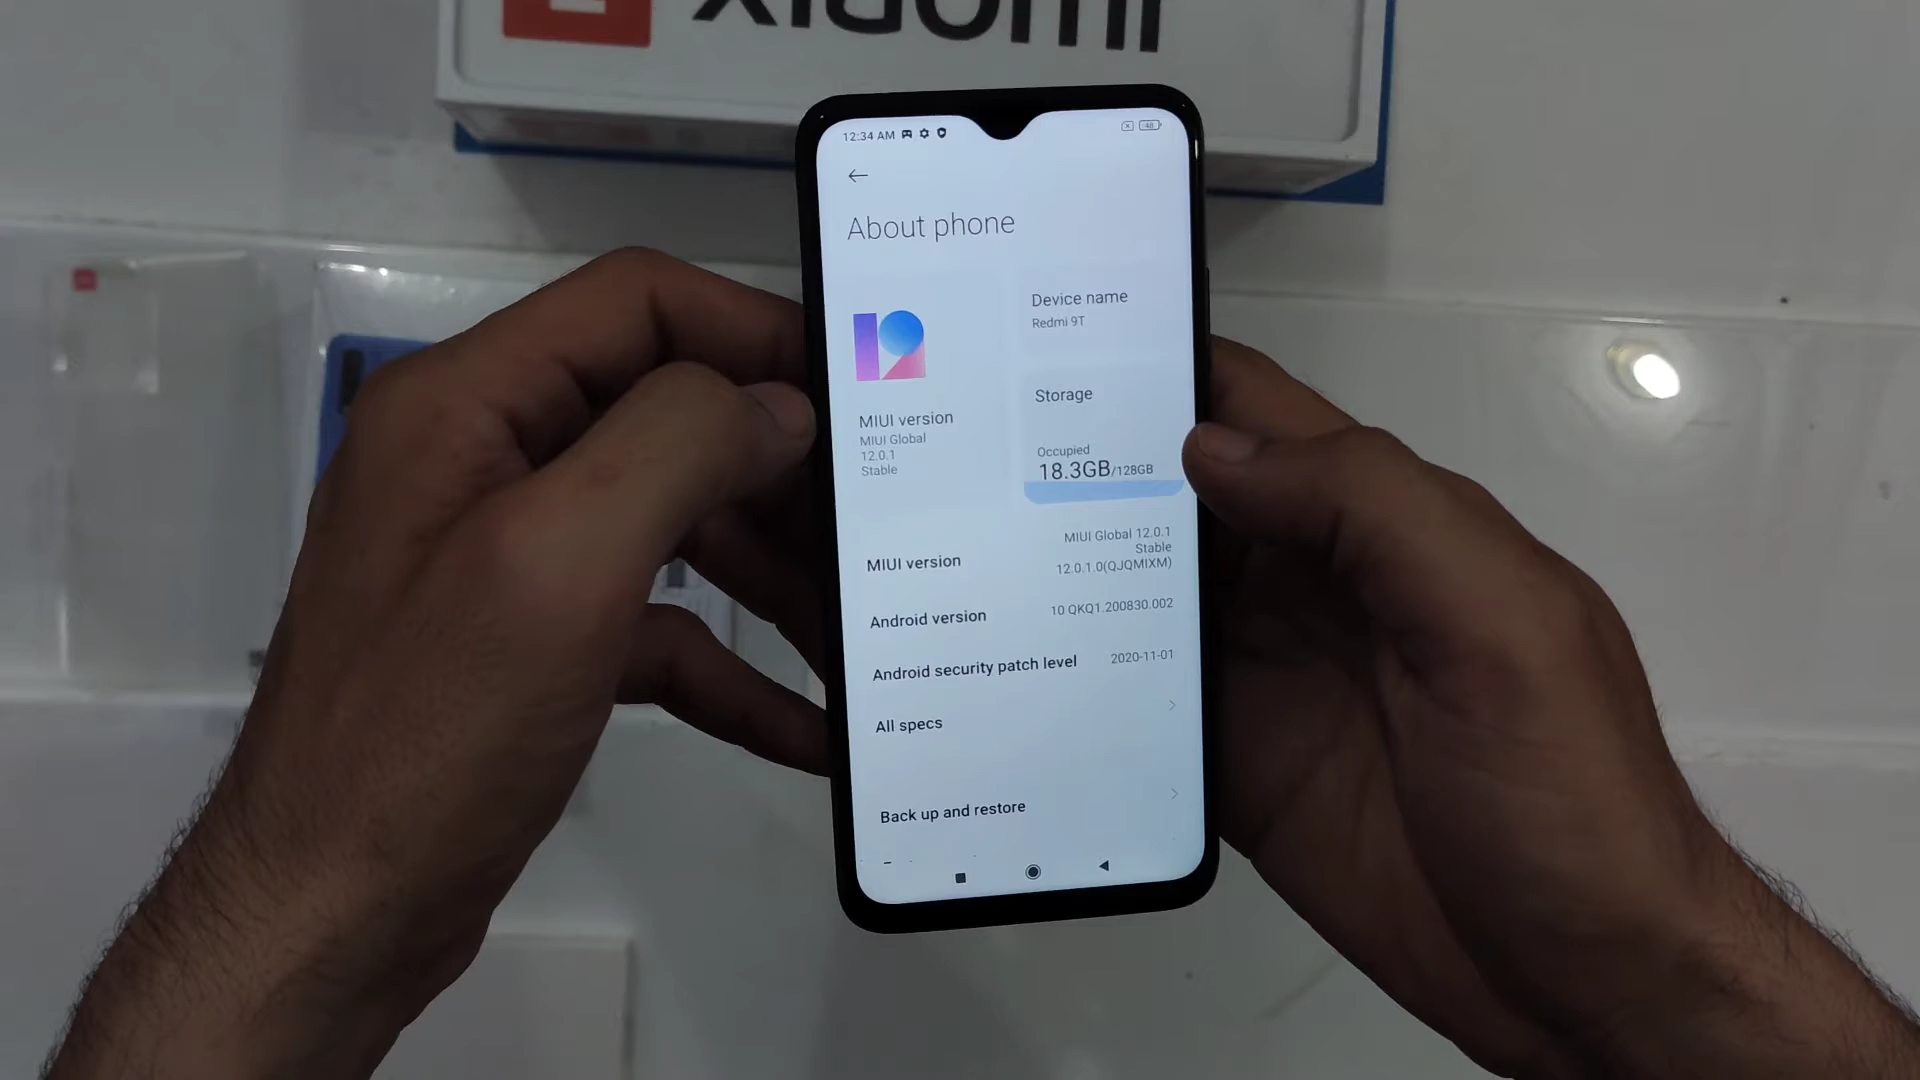 xiaomi
12:34 AM
48
About phone
Device name
Redmi 9T
MIUI version
MIUI Global
12.0.1
Stable
Storage
Occupied
18.3GB/128GB
MIUI version
MIUI Global 12.0.1
Stable
12.0.1.0(QJQMIXM)
Android version
10 QKQ1.200830.002
Android security patch level
2020-11-01
All specs
Back up and restore